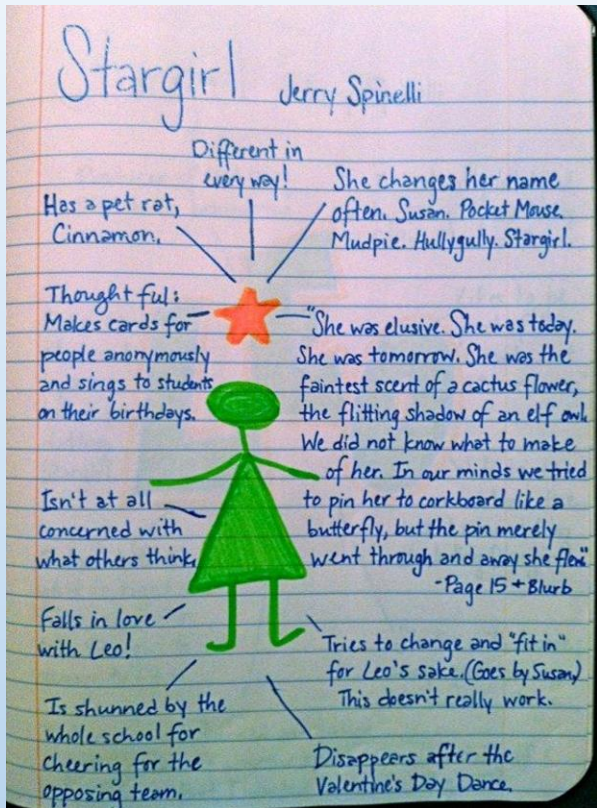 Stargirl Jerry Spinelli
Different in
every way!
Has a pet rat,
Cinnamon.
She changes her name
often. Susan. Pocket Mouse.
Mudpie. Hullygully. Stargirl.
Thoughtful:
Makes cards for
people anonymously
and sings to students
on their birthdays.
"She was elusive. She was today.
She was tomorrow. She was the
faintest scent of a cactus flower,
the flitting shadow of an elf owl.
We did not know what to make
of her. In our minds we tried
to pin her to corkboard like a
butterfly, but the pin merely
went through and away she flew."
-Page 15 + Blurb
Isn't at all
concerned with
what others think.
Falls in love
with Leo!
Tries to change and "fit in"
for Leo's sake. (Goes by Susan)
This doesn't really work.
Is shunned by the
whole school for
cheering for the
opposing team.
Disappears after the
Valentine's Day Dance.